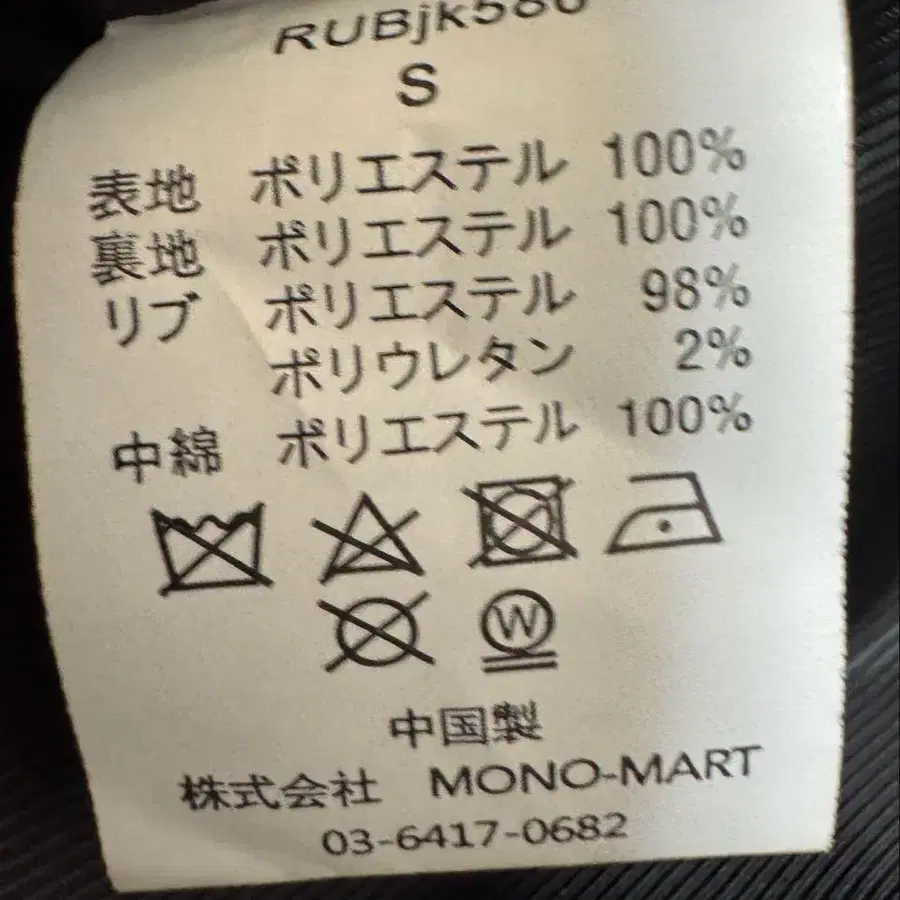 RUBjk580
S
表地 ポリエステル 100%
裏地 ポリエステル 100%
リブ ポリエステル 98%
ポリウレタン 2%
中綿 ポリエステル 100%
W
中国製
株式会社 MONO-MART
03-6417-0682